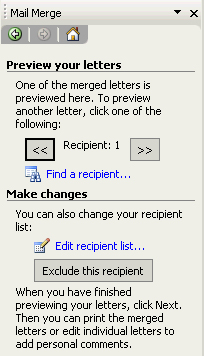 Mail Merge
Preview your letters
One of the merged letters is
previewed here. To preview
another letter, click one of the
following:
<< Recipient: 1 >>
Find a recipient...
Make changes
You can also change your recipient
list:
Edit recipient list...
Exclude this recipient
When you have finished
previewing your letters, click Next.
Then you can print the merged
letters or edit individual letters to
add personal comments.